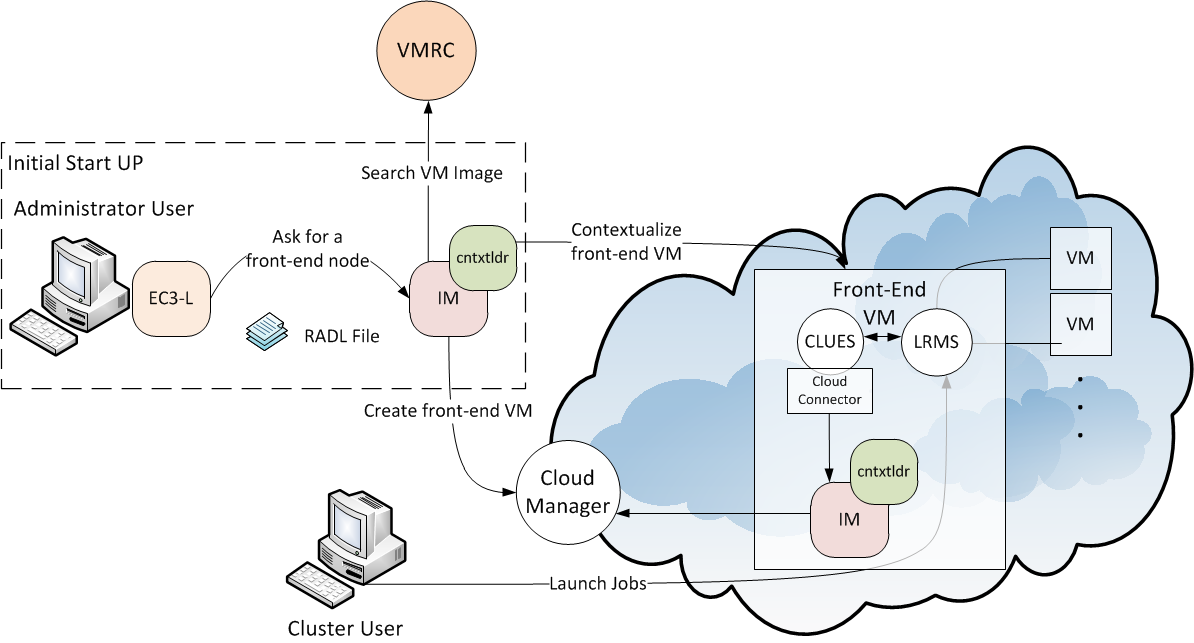 VMRC
Search VM Image
Initial Start UP
Administrator User
EC3-L
Ask for a
front-end node
RADL File
cntxtldr
IM
Contextualize
front-end VM
Create front-end VM
Cloud
Manager
Front-End
VM
CLUES
LRMS
Cloud
Connector
cntxtldr
IM
VM
VM
Launch Jobs
Cluster User